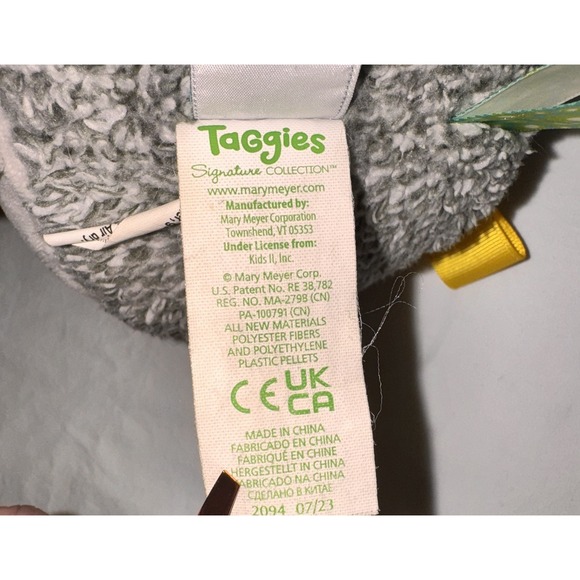 TaGGies
Signature COLLECTION™
www.marymeyer.com
Manufactured by:
Mary Meyer Corporation
Townshend, VT 05353
Under License from:
Kids II, Inc.
© Mary Meyer Corp.
U.S. Patent No. RE 38,782
REG. NO. MA-2798 (CN)
PA-100791 (CN)
ALL NEW MATERIALS
POLYESTER FIBERS
AND POLYETHYLENE
PLASTIC PELLETS
CE UK
CA
MADE IN CHINA
FABRICADO EN CHINA
FABRIQUÉ EN CHINE
HERGESTELLT IN CHINA
FABRICADO NA CHINA
СДЕЛАНО В КИТАЕ
2094 07/23
Air dry